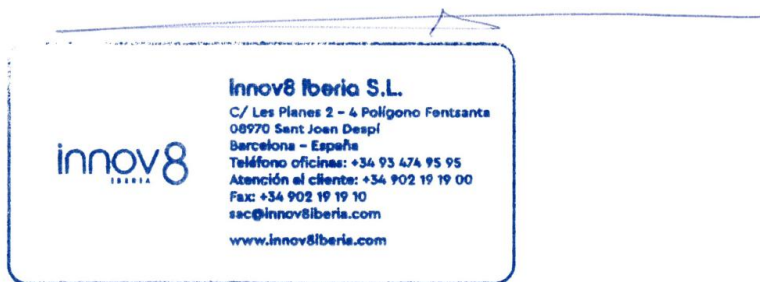 innov8
IBERIA
innov8 Iberia S.L.
C/ Les Planes 2 - 4 Polígono Fontsanta
08970 Sant Joan Despí
Barcelona - España
Teléfono oficinas: +34 93 474 95 95
Atención al cliente: +34 902 19 19 00
Fax: +34 902 19 19 10
sac@innov8iberia.com
www.innov8iberia.com